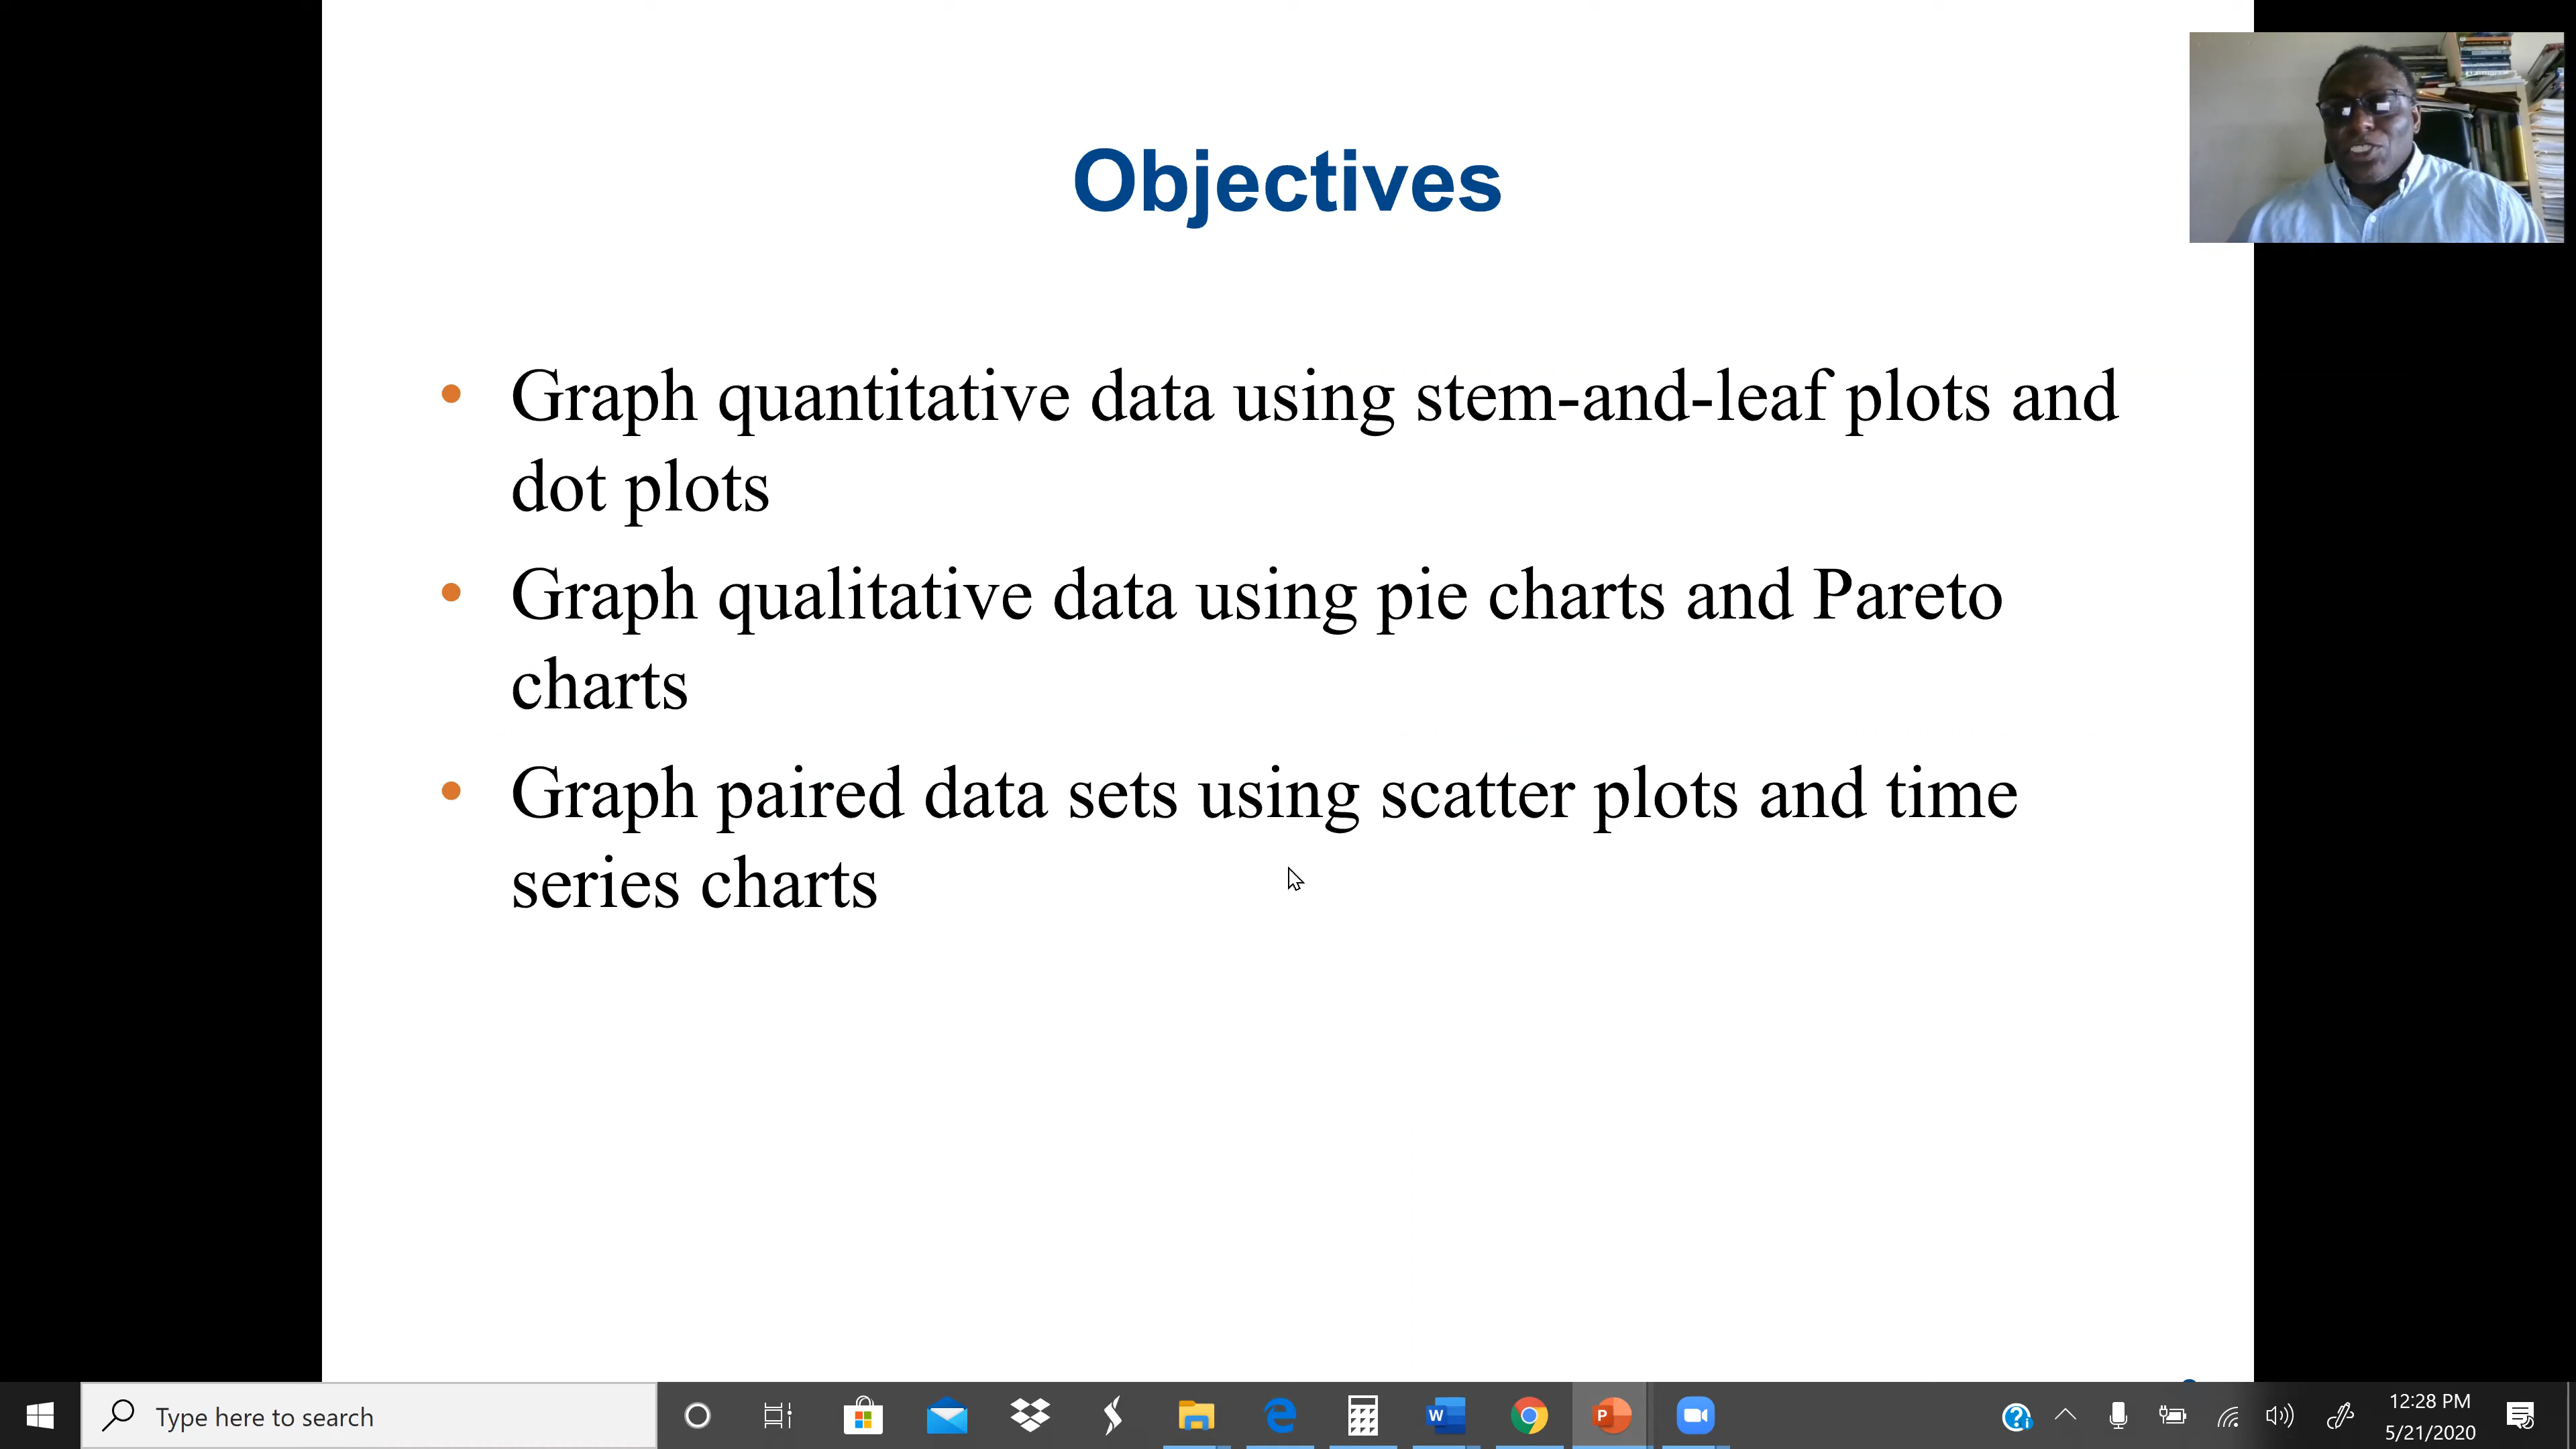 Objectives
• Graph quantitative data using stem-and-leaf plots and
dot plots
• Graph qualitative data using pie charts and Pareto
charts
• Graph paired data sets using scatter plots and time
series charts
Type here to search
12:28 PM
5/21/2020